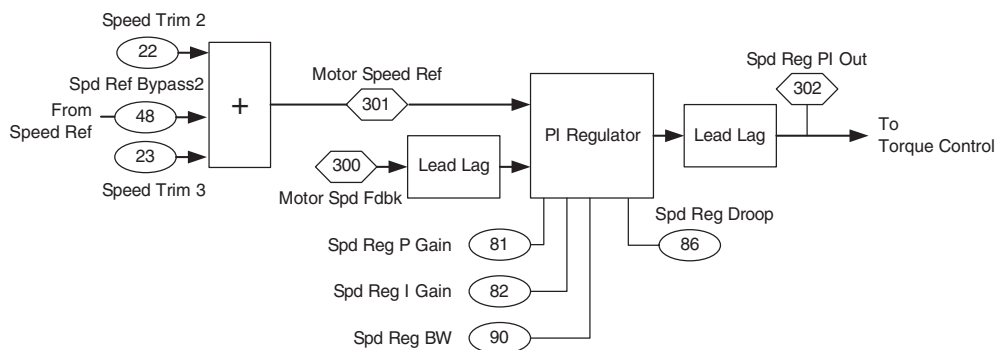 Speed Trim 2
22
Spd Ref Bypass2
From
Speed Ref
48
23
Speed Trim 3
+
Motor Speed Ref
301
300
Motor Spd Fdbk
Lead Lag
PI Regulator
Lead Lag
Spd Reg PI Out
302
To
Torque Control
Spd Reg Droop
86
Spd Reg P Gain
81
Spd Reg I Gain
82
Spd Reg BW
90